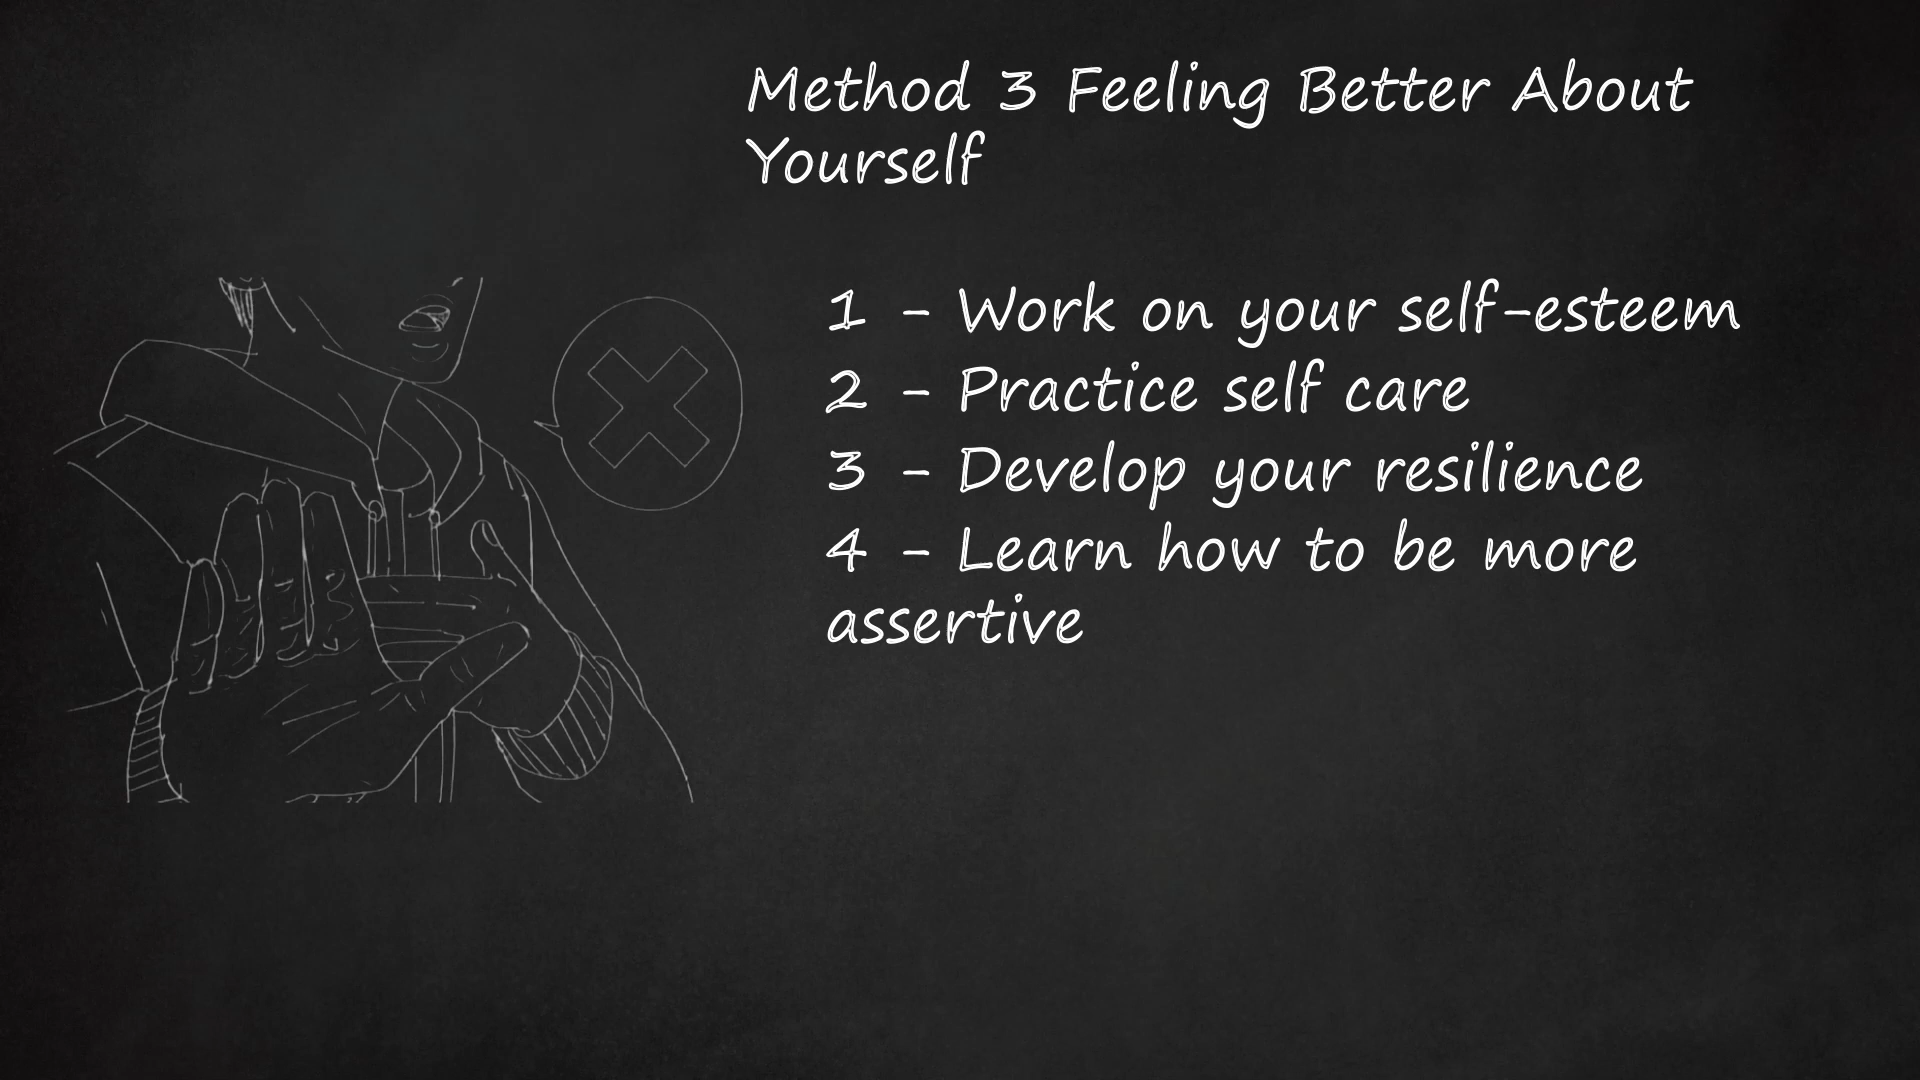 Method 3 Feeling Better About
Yourself
1 - Work on your self-esteem
2 - Practice self care
3 - Develop your resilience
4 - Learn how to be more
assertive